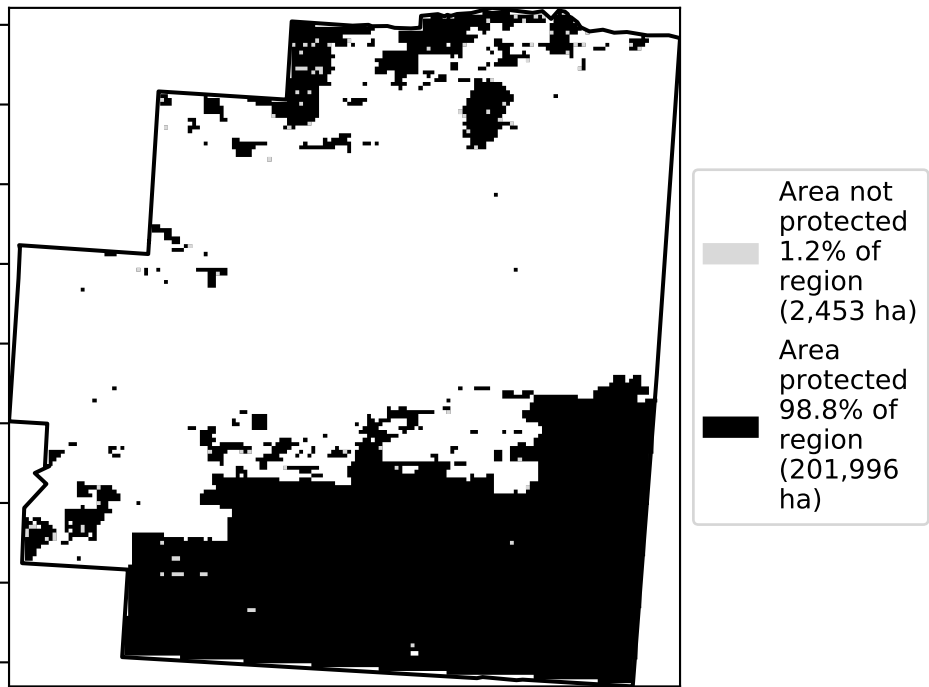 Area not
protected
1.2% of
region
(2,453 ha)
Area
protected
98.8% of
region
(201,996
ha)